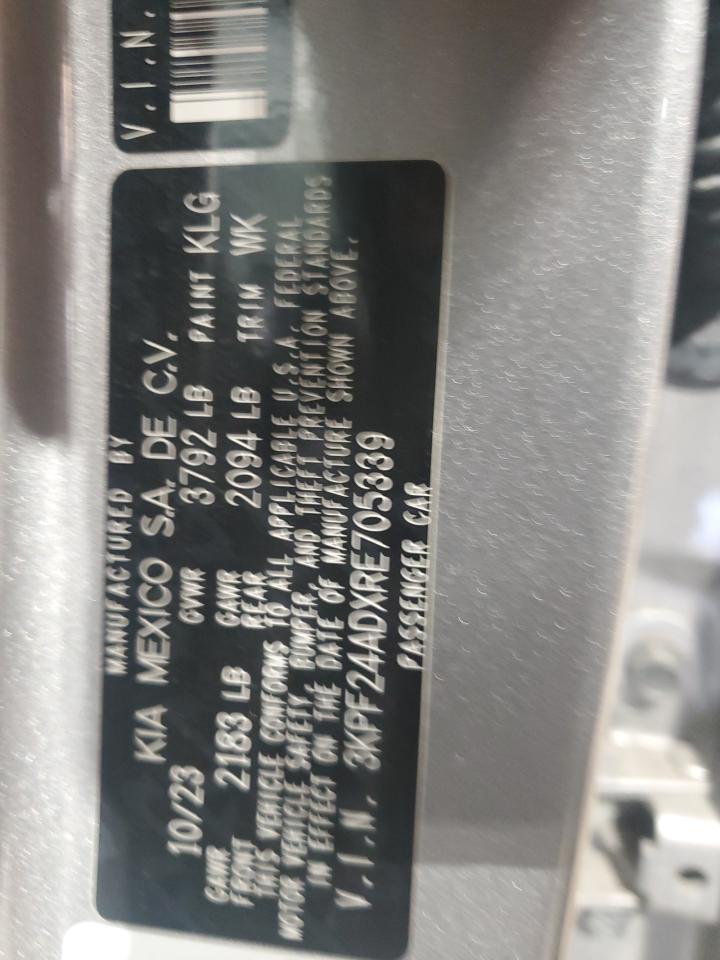 MANUFACTURED BY
KIA MEXICO S.A. DE C.V.
10/23 GVWR 3792 LB PAINT KLG
GAWR FRONT 2183 LB GAWR REAR 2094 LB TRIM WK
THIS VEHICLE CONFORMS TO ALL APPLICABLE U.S.A. FEDERAL
MOTOR VEHICLE SAFETY, BUMPER, AND THEFT PREVENTION STANDARDS
IN EFFECT ON THE DATE OF MANUFACTURE SHOWN ABOVE.
V.I.N. 3KPF24ADXRE705339
PASSENGER CAR
V.I.N.